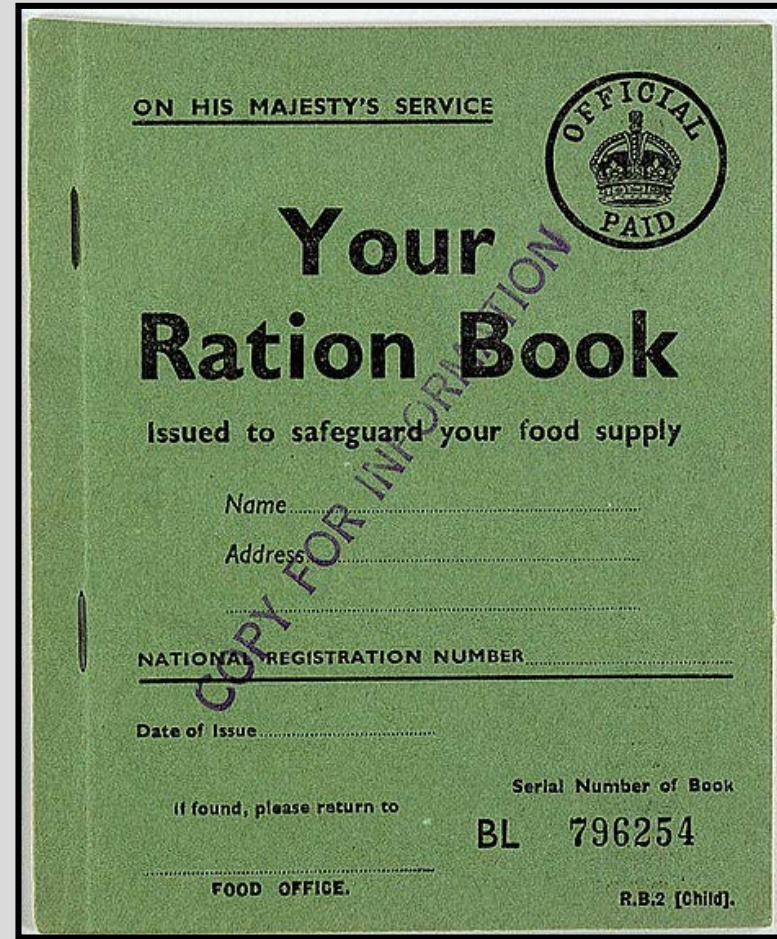 ON HIS MAJESTY'S SERVICE
OFFICIAL
PAID
Your
Ration Book
Issued to safeguard your food supply
COPY FOR INFORMATION
Name
Address
NATIONAL REGISTRATION NUMBER
Date of Issue
If found, please return to
FOOD OFFICE.
Serial Number of Book
BL 796254
R.B.2 [Child].